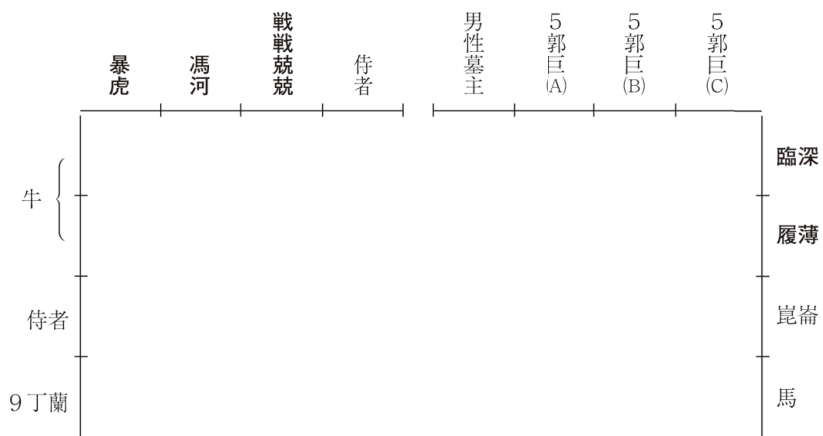 暴虎
馮河
戦戦兢兢
侍者
男性墓主
5郭巨(A)
5郭巨(B)
5郭巨(C)
牛
侍者
9丁蘭
臨深
履薄
崑崙
馬